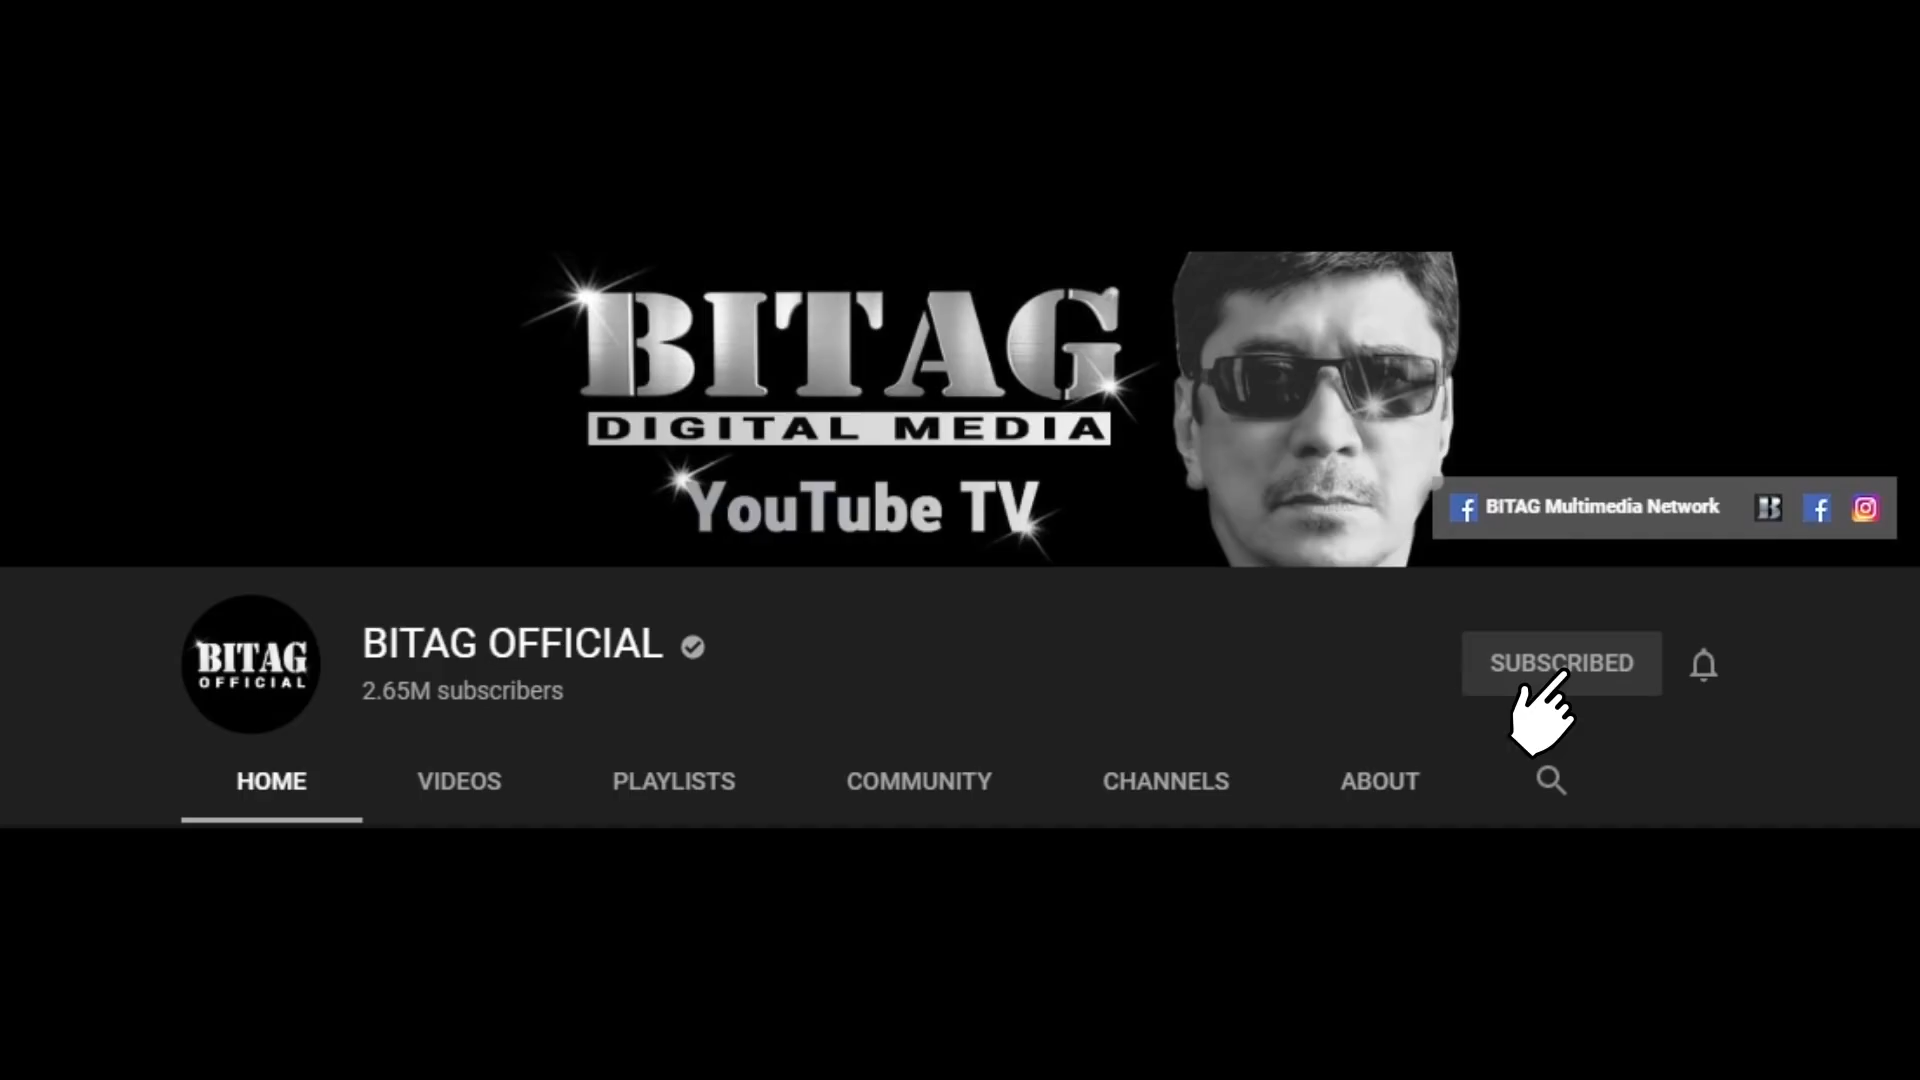 BITAG
DIGITAL MEDIA
YouTube TV
BITAG Multimedia Network
BITAG
OFFICIAL
BITAG OFFICIAL
2.65M subscribers
SUBSCRIBED
HOME VIDEOS PLAYLISTS COMMUNITY CHANNELS ABOUT